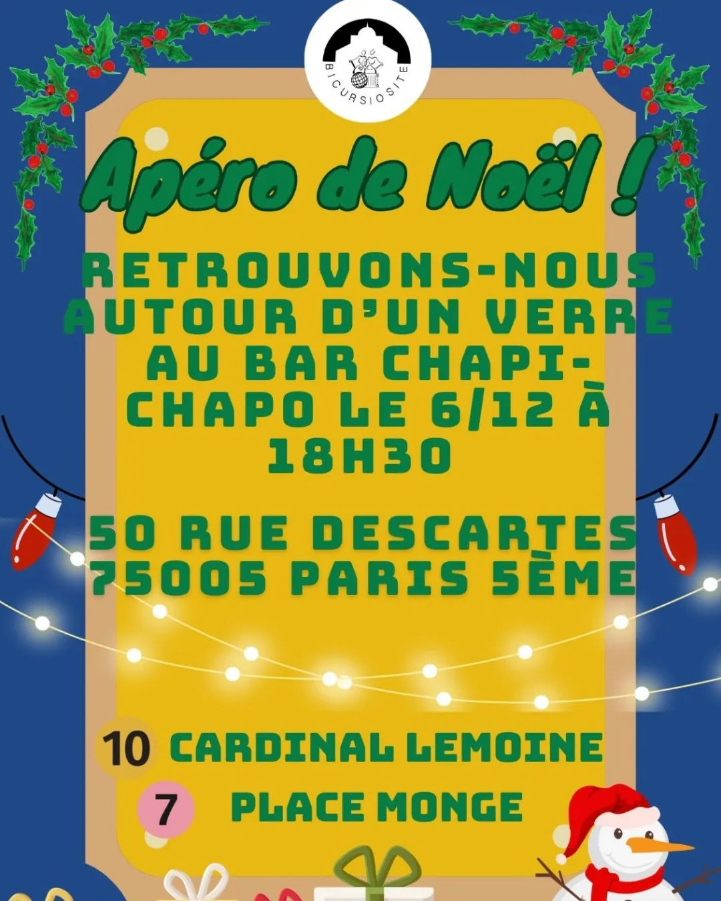 BICURSIOSITE
Apéro de Noël !
RETROUVONS-NOUS
AUTOUR D'UN VERRE
AU BAR CHAPI-
CHAPO LE 6/12 À
18H30
50 RUE DESCARTES
75005 PARIS 5ÈME
10 CARDINAL LEMOINE
7 PLACE MONGE